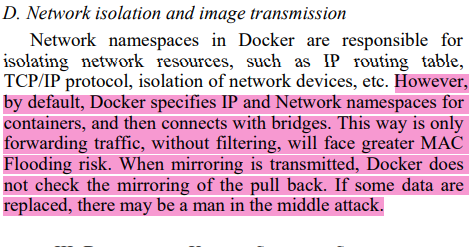 D. Network isolation and image transmission
Network namespaces in Docker are responsible for
isolating network resources, such as IP routing table,
TCP/IP protocol, isolation of network devices, etc. However,
by default, Docker specifies IP and Network namespaces for
containers, and then connects with bridges. This way is only
forwarding traffic, without filtering, will face greater MAC
Flooding risk. When mirroring is transmitted, Docker does
not check the mirroring of the pull back. If some data are
replaced, there may be a man in the middle attack.